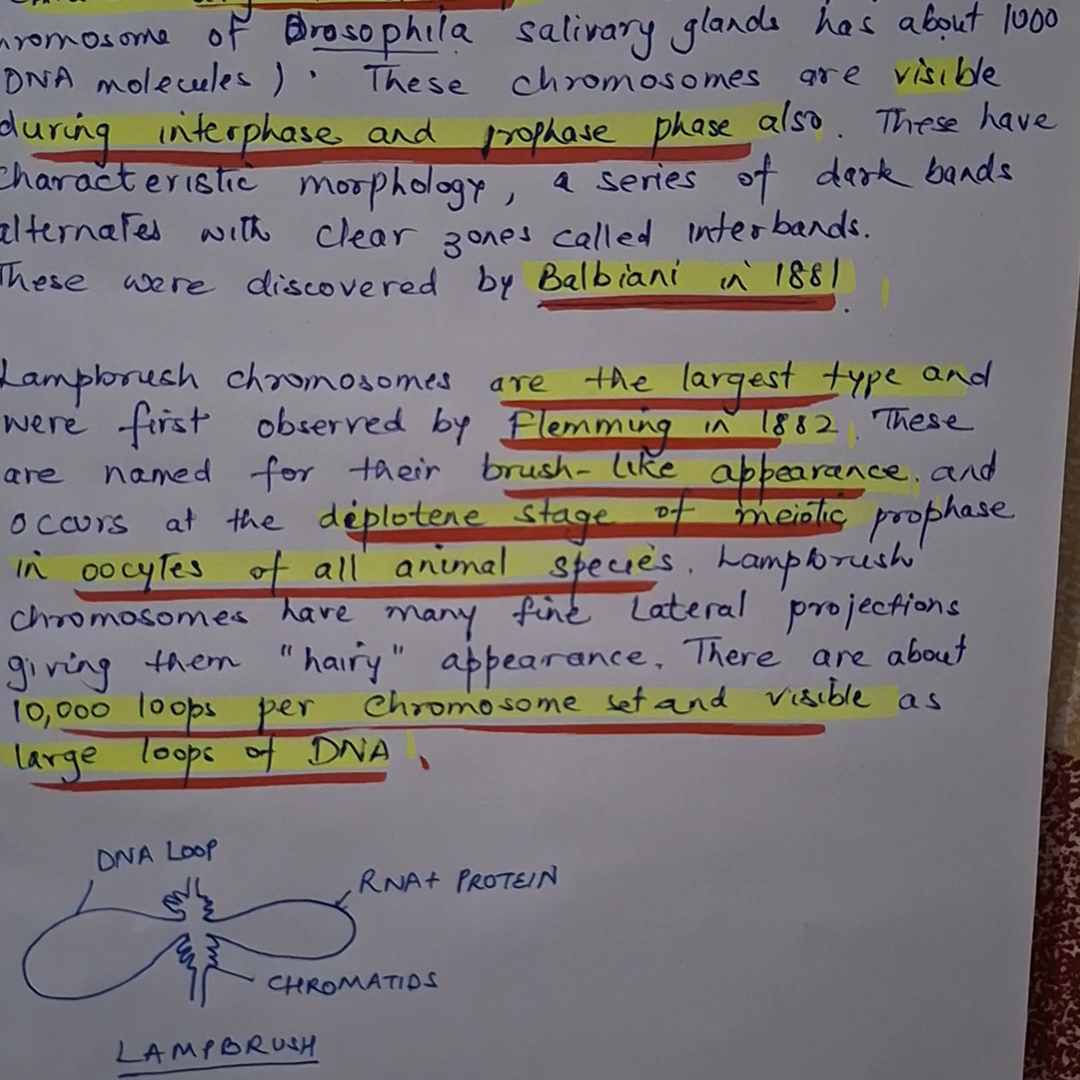 hromosome of Drosophila salivary glands has about 1000
DNA molecules). These chromosomes are visible
during interphase and prophase phase also. These have
characteristic morphology, a series of dark bands
alternates with clear zones called interbands.
These were discovered by Balbiani in 1881.
Lampbrush chromosomes are the largest type and
were first observed by Flemming in 1882. These
are named for their brush-like appearance, and
occurs at the deplotene stage of meiotic prophase
in oocytes of all animal species. Lampbrush
chromosomes have many fine lateral projections
giving them "hairy" appearance. There are about
10,000 loops per chromosome set and visible as
large loops of DNA.
DNA LOOP
RNA+ PROTEIN
CHROMATIDS
LAMPBRUSH